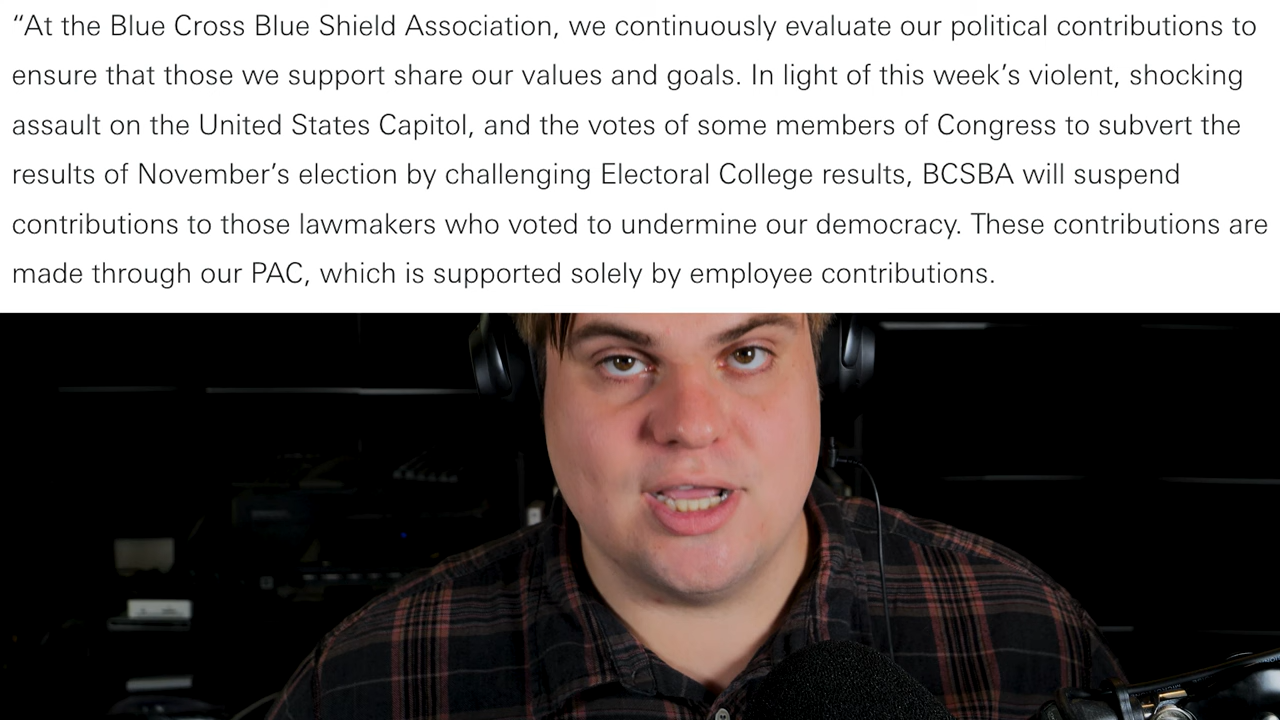 “At the Blue Cross Blue Shield Association, we continuously evaluate our political contributions to
ensure that those we support share our values and goals. In light of this week’s violent, shocking
assault on the United States Capitol, and the votes of some members of Congress to subvert the
results of November’s election by challenging Electoral College results, BCSBA will suspend
contributions to those lawmakers who voted to undermine our democracy. These contributions are
made through our PAC, which is supported solely by employee contributions.